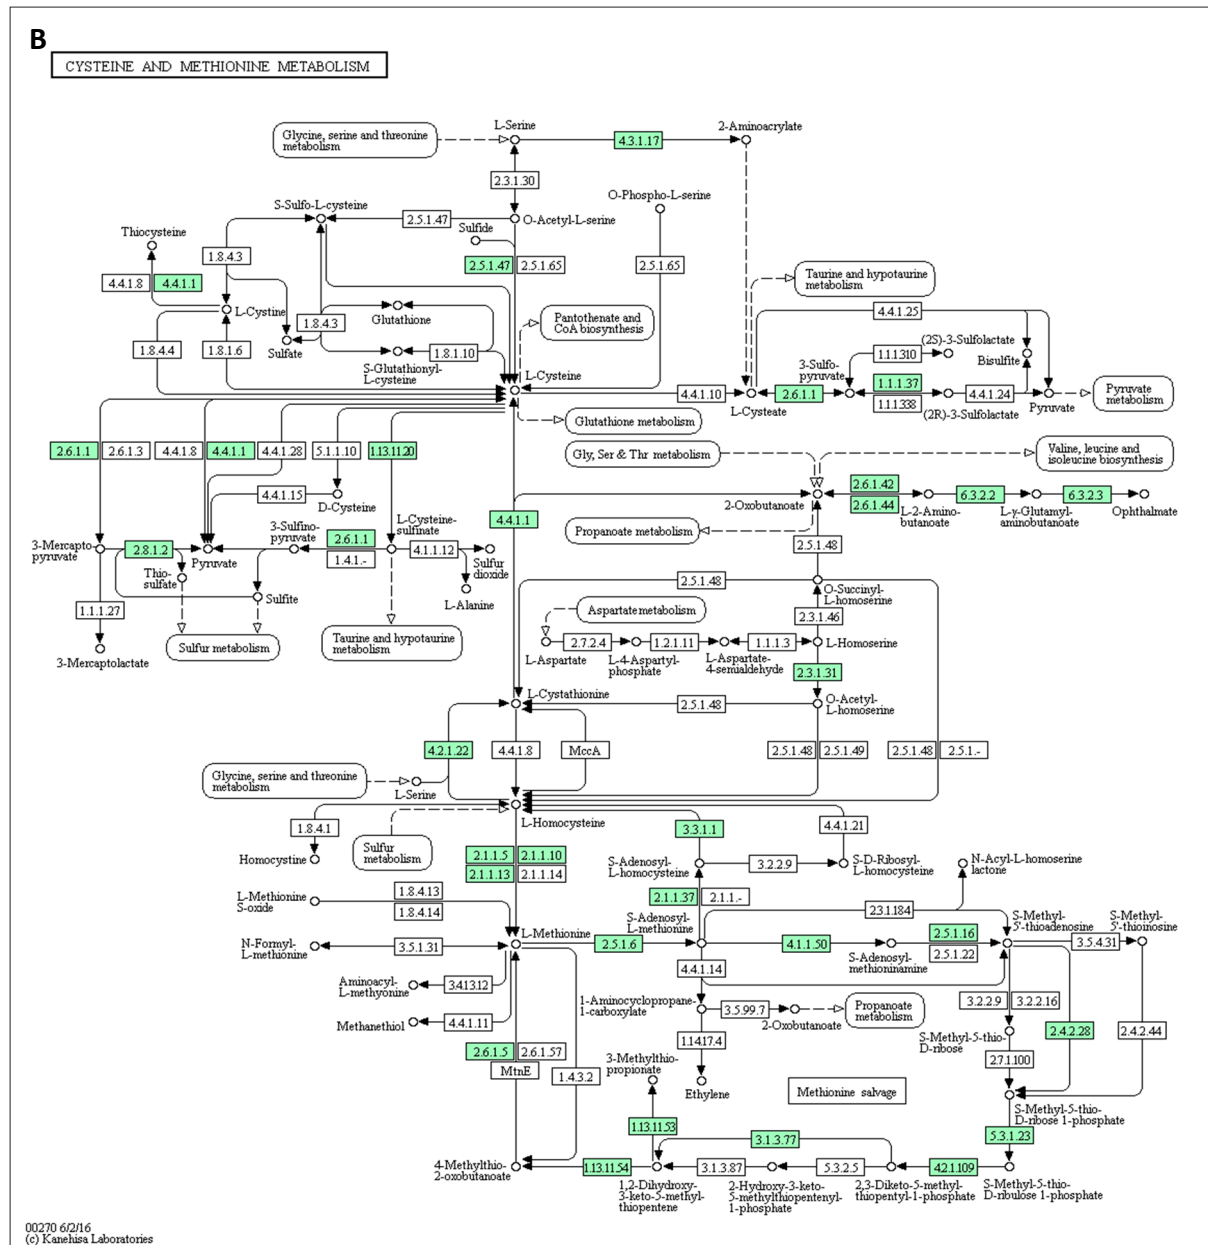 B
CYSTEINE AND METHIONINE METABOLISM
Glycine, serine and threonine
metabolism
L-Serine
4.3.1.17
2-Aminoacrylate
2.3.1.30
O-Phospho-L-serine
S-Sulfo-L-cysteine
2.5.1.47
O-Acetyl-L-serine
Sulfide
Thiocysteine
1.8.4.3
2.5.1.47
2.5.1.65
2.5.1.65
4.4.1.8
4.4.1.1
Taurine and hypotaurine
metabolism
L-Cystine
Glutathione
1.8.4.3
Sulfate
Pantothenate and
CoA biosynthesis
4.4.1.25
1.8.4.4
1.8.1.6
1.8.1.10
S-Glutathionyl-
L-cysteine
L-Cysteine
(2S)-3-Sulfolactate
1.1.1.310
Bisulfite
3-Sulfo-
pyruvate
4.4.1.10
L-Cysteate
2.6.1.1
1.1.1.37
1.1.1.338
(2R)-3-Sulfolactate
4.4.1.24
Pyruvate
Pyruvate
metabolism
Glutathione metabolism
2.6.1.1
2.6.1.3
4.4.1.8
4.4.1.1
4.4.1.28
5.1.1.10
1.13.11.20
Gly, Ser & Thr metabolism
Valine, leucine and
isoleucine biosynthesis
4.4.1.15
D-Cysteine
4.4.1.1
2-Oxobutanoate
2.6.1.42
2.6.1.44
L-2-Amino-
butanoate
6.3.2.2
L-γ-Glutamyl-
aminobutanoate
6.3.2.3
Ophthalmate
Propanoate metabolism
3-Mercapto
pyruvate
2.8.1.2
Pyruvate
3-Sulfino-
pyruvate
2.6.1.1
1.4.1.-
L-Cysteine-
sulfinate
4.1.1.12
Sulfur
dioxide
L-Alanine
2.5.1.48
Thio-
sulfate
Sulfite
1.1.1.27
3-Mercaptolactate
Sulfur metabolism
Taurine and hypotaurine
metabolism
2.5.1.48
O-Succinyl-
L-homoserine
Aspartate metabolism
2.3.1.46
L-Aspartate
2.7.2.4
L-4-Aspartyl-
phosphate
1.2.1.11
L-Aspartate-
4-semialdehyde
1.1.1.3
L-Homoserine
2.3.1.31
L-Cystathionine
2.5.1.48
O-Acetyl-
L-homoserine
4.2.1.22
4.4.1.8
MccA
2.5.1.48
2.5.1.49
2.5.1.48
2.5.1.-
Glycine, serine and threonine
metabolism
L-Serine
L-Homocysteine
1.8.4.1
Homocystine
Sulfur
metabolism
3.3.1.1
4.4.1.21
2.1.1.5
2.1.1.10
2.1.1.13
2.1.1.14
S-Adenosyl-
L-homocysteine
3.2.2.9
S-D-Ribosyl-
L-homocysteine
N-Acyl-L-homoserine
lactone
L-Methionine
S-oxide
1.8.4.13
1.8.4.14
2.1.1.37
2.1.1.-
2.3.1.184
N-Formyl-
L-methionine
3.5.1.31
L-Methionine
2.5.1.6
S-Adenosyl-
L-methionine
4.1.1.50
S-Adenosyl-
methioninamine
2.5.1.16
2.5.1.22
S-Methyl-
5'-thioadenosine
3.5.4.31
S-Methyl-
5'-thioinosine
Aminoacyl-
L-methyonine
3.4.13.12
4.4.1.14
Methanethiol
4.4.1.11
1-Aminocyclopropane-
1-carboxylate
3.5.99.7
2-Oxobutanoate
Propanoate
metabolism
3.2.2.9
3.2.2.16
S-Methyl-5-thio-
D-ribose
2.4.2.28
2.4.2.44
2.6.1.5
2.6.1.57
MtnE
1.4.3.2
1.14.17.4
Ethylene
3-Methylthio-
propionate
2.7.1.100
Methionine salvage
S-Methyl-5-thio-
D-ribose 1-phosphate
1.13.11.53
3.1.3.77
5.3.1.23
4-Methylthio-
2-oxobutanoate
1.13.11.54
1,2-Dihydroxy-
3-keto-5-methyl-
thiopentene
3.1.3.87
2-Hydroxy-3-keto-
5-methylthiopentenyl-
1-phosphate
5.3.2.5
2,3-Diketo-5-methyl-
thiopentyl-1-phosphate
4.2.1.109
S-Methyl-5-thio-
D-ribulose 1-phosphate
00270 6/2/16
(c) Kanehisa Laboratories